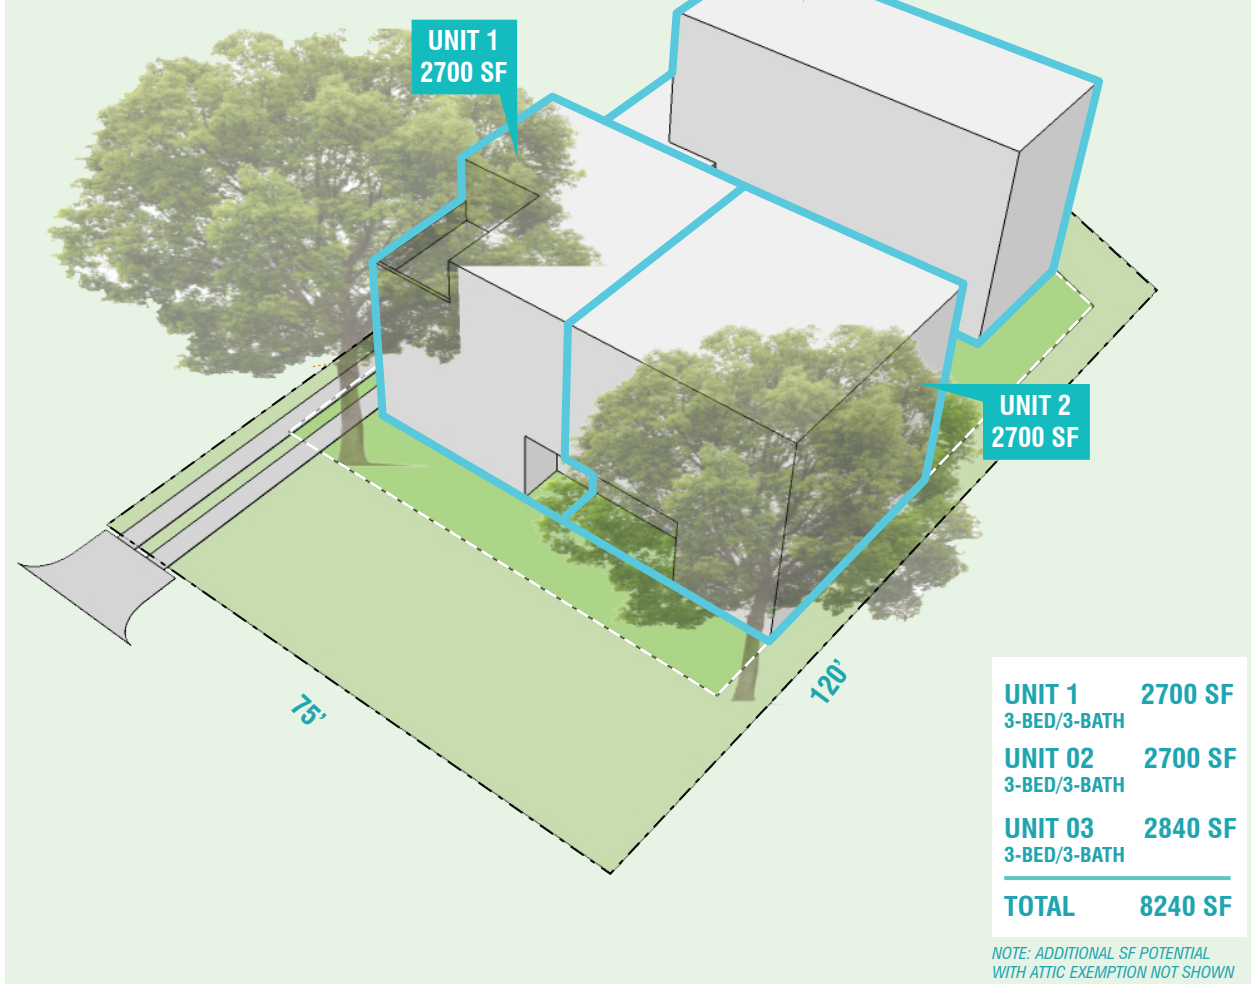 UNIT 1
2700 SF
UNIT 2
2700 SF
75’
120’
UNIT 1 2700 SF
3-BED/3-BATH
UNIT 02 2700 SF
3-BED/3-BATH
UNIT 03 2840 SF
3-BED/3-BATH
TOTAL 8240 SF
NOTE: ADDITIONAL SF POTENTIAL
WITH ATTIC EXEMPTION NOT SHOWN